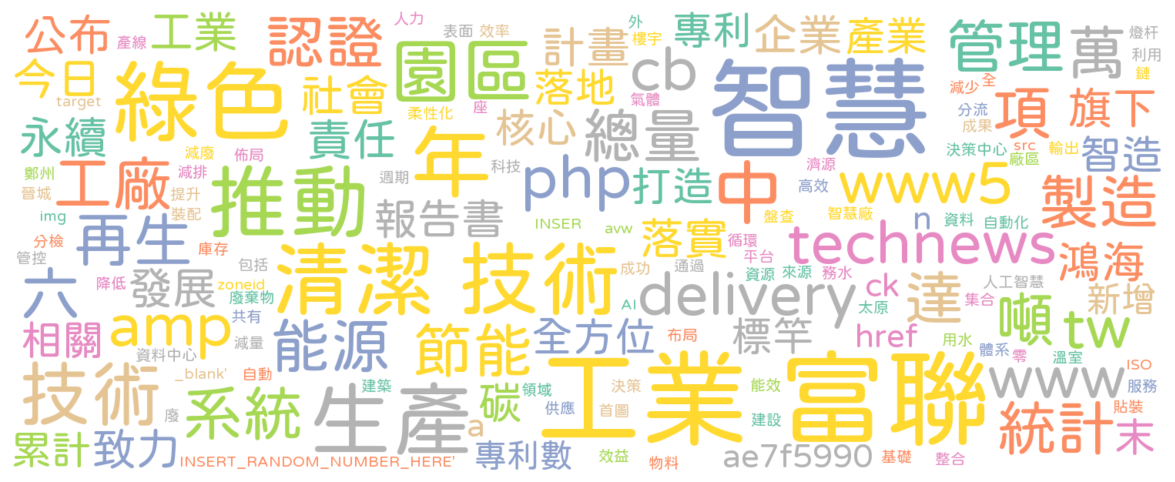 公布
產線
工業
認證
人力
表面
效率
園區
計畫
外
樓宇
專利
企業
產業
管理
萬
燈杆
利用
鏈
今日
target
綠色
社會
柔性化
座
落地
cb
氣體
智慧
減少
全
分流
成果
項
旗下
永續
減廢
佈局
責任
年
核心
總量
決策中心
src
廠區
輸出
智造
鄭州
晉城
工廠
減排
提升
裝配
推動
週期
科技
php
打造
中
濟源
高效
www5
製造
img
分檢
管控
再生
庫存
報告書
INSER
avw
落實
循環
平台
盤查
智慧廠
n
資料
自動化
technews
鴻海
六
降低
發展
包括
zoneid
廢棄物
共有
清潔 技術
成功
AI
通過
delivery
資源
來源
務水
ck
太原
達
集合
人工智慧
新增
相關
amp
資料中心
減量
能源
節能
全方位
布局
標竿
href
用水
噸
tw
體系
零
溫室
ISO
技術
_blank'
自動
廢
系統
建築
生產
a
碳
領域
供應
工業富聯
決策
首圖
能效
建設
www
統計
服務
貼裝
末
累計
致力
INSERT_RANDOM_NUMBER_HERE'
專利數
效益
物料
ae7f5990
基礎
整合